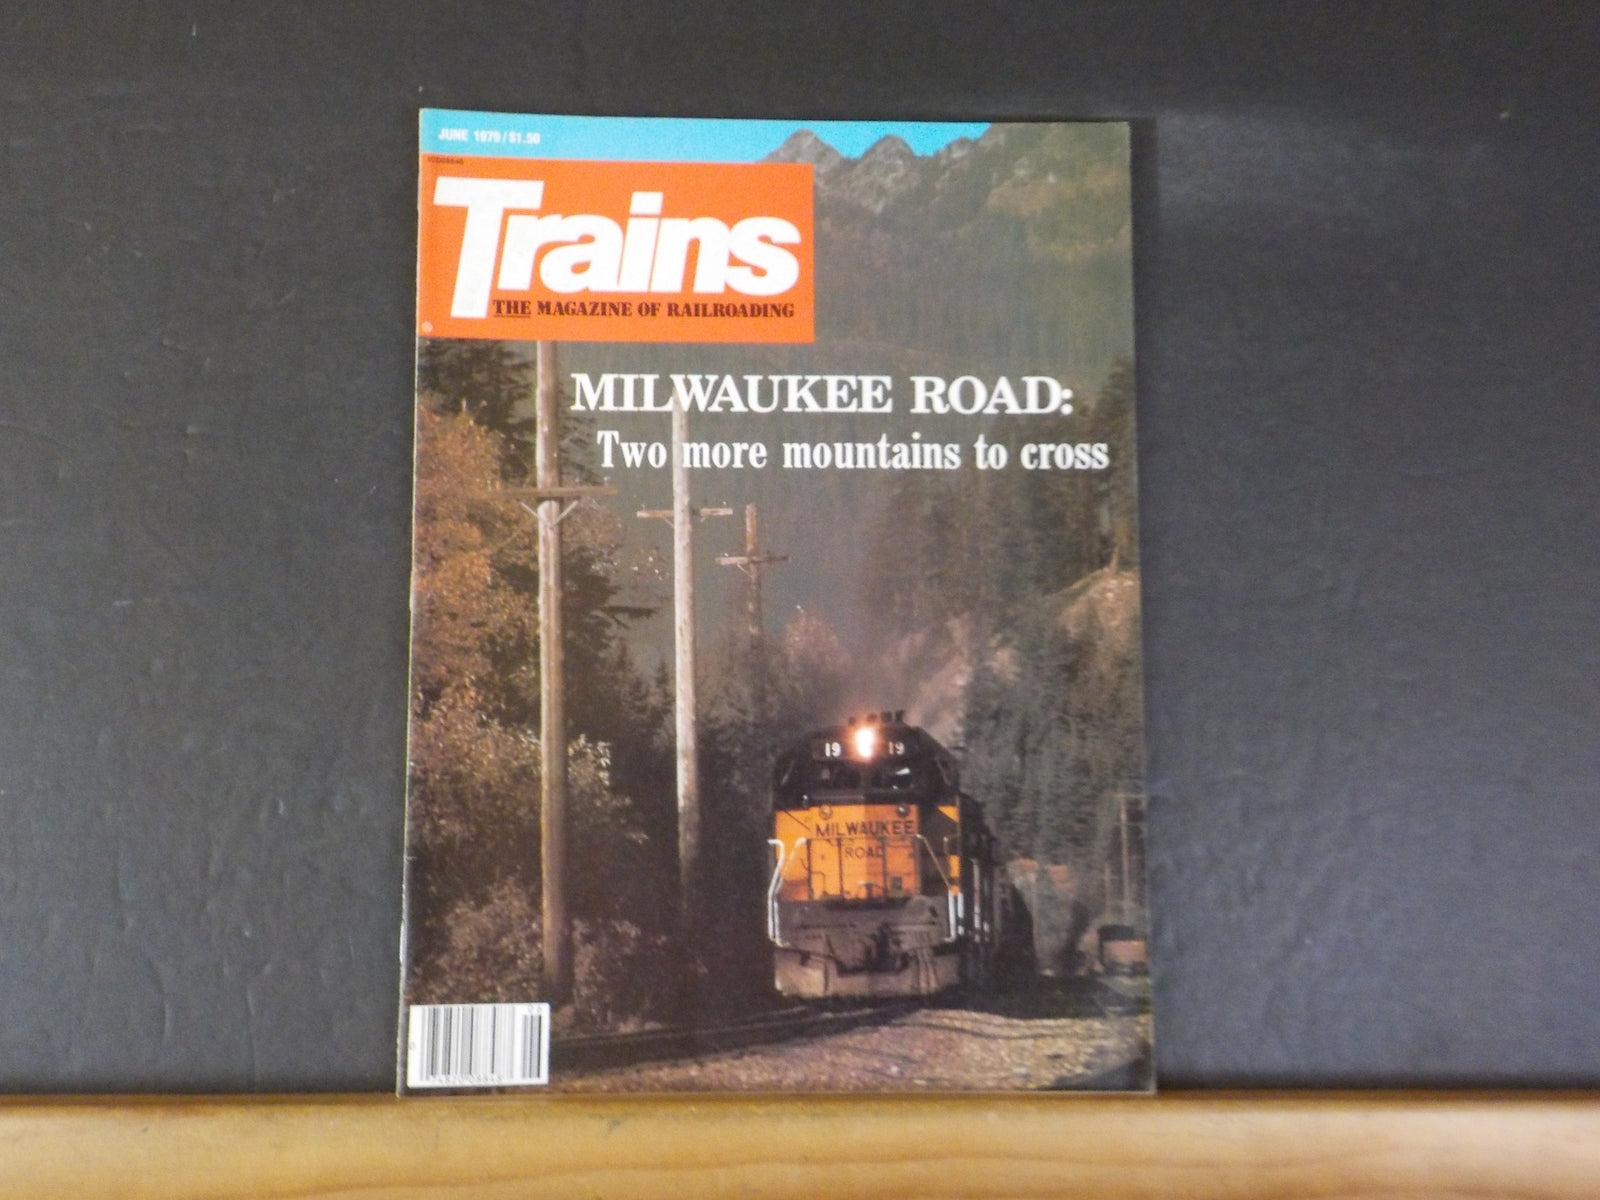 JUNE 1979/$1.50
Trains
THE MAGAZINE OF RAILROADING
MILWAUKEE ROAD:
Two more mountains to cross
19 19
MILWAUKEE
ROAD
06